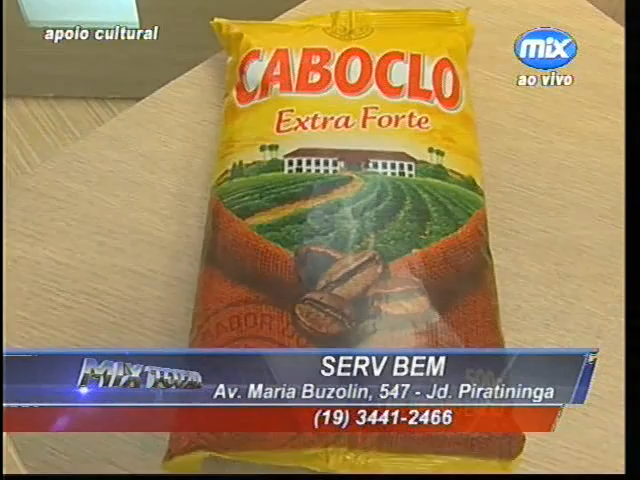 apoio cultural
mix
ao vivo
CABOCLO
Extra Forte
MIX
SERV BEM
Av. Maria Buzolin, 547 - Jd. Piratininga
(19) 3441-2466